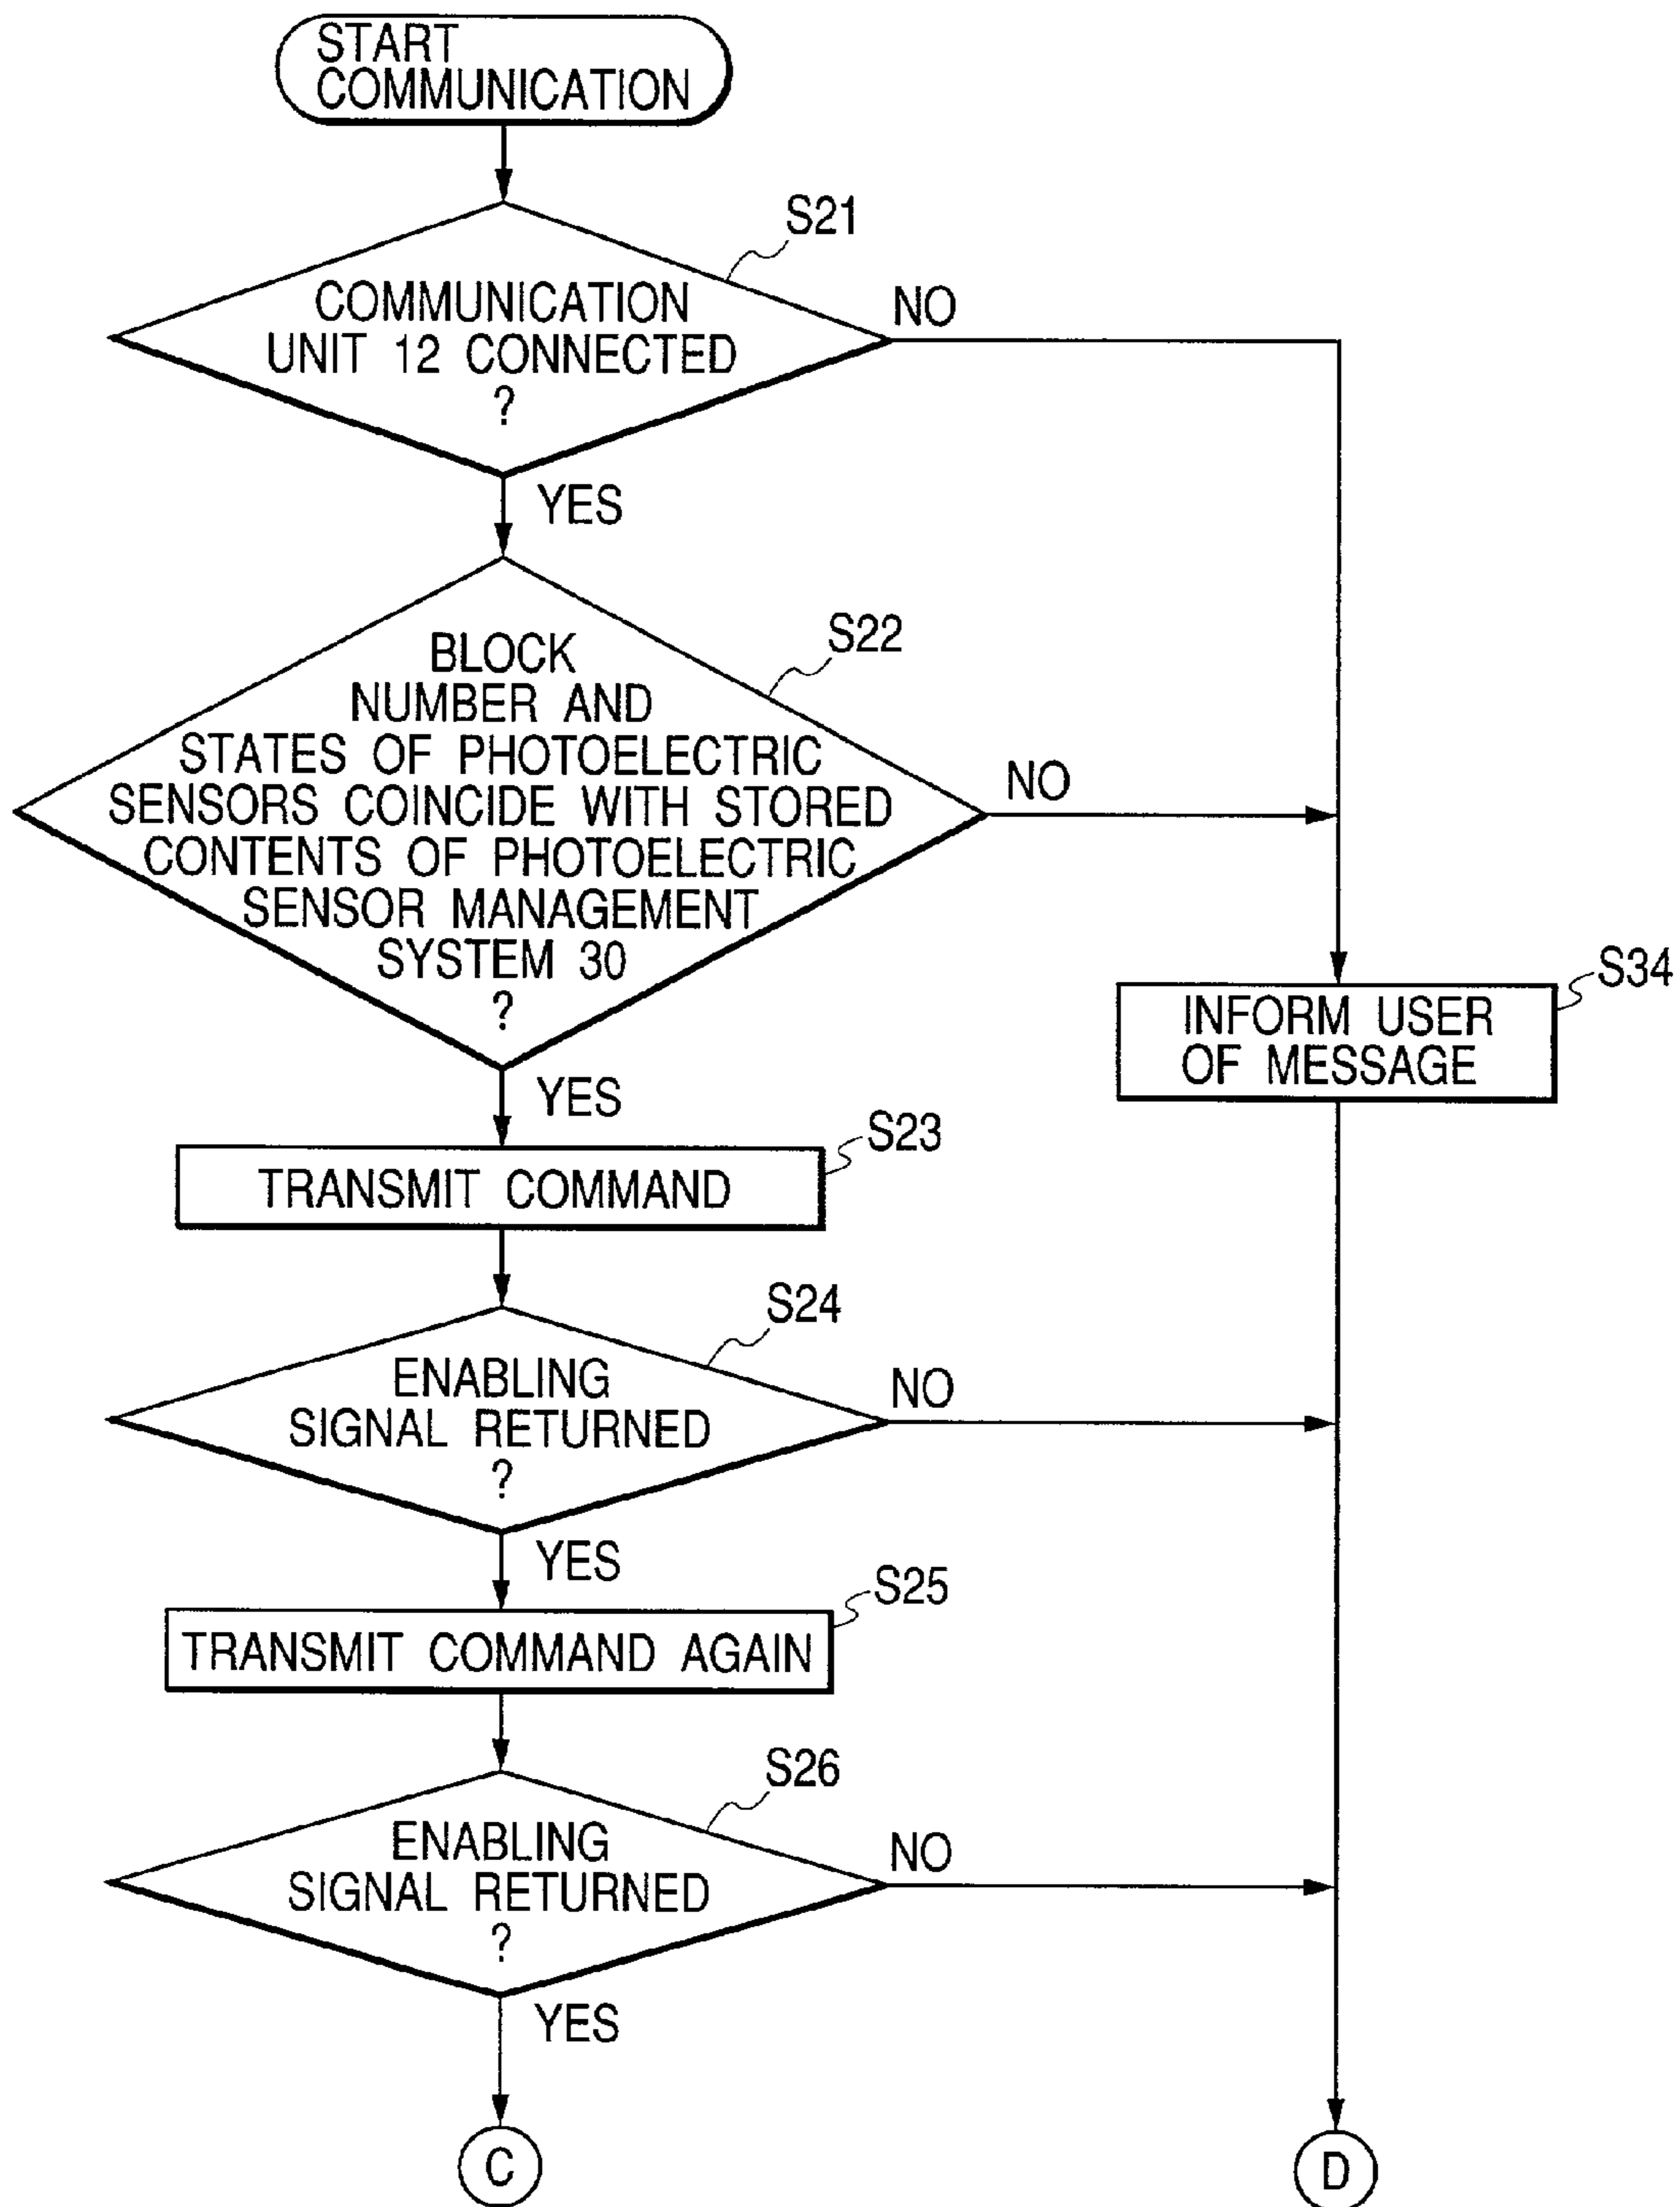 START
COMMUNICATION
S21
COMMUNICATION
UNIT 12 CONNECTED
?
NO
YES
S22
BLOCK
NUMBER AND
STATES OF PHOTOELECTRIC
SENSORS COINCIDE WITH STORED
CONTENTS OF PHOTOELECTRIC
SENSOR MANAGEMENT
SYSTEM 30
?
NO
S34
INFORM USER
OF MESSAGE
YES
S23
TRANSMIT COMMAND
S24
ENABLING
SIGNAL RETURNED
?
NO
YES
S25
TRANSMIT COMMAND AGAIN
S26
ENABLING
SIGNAL RETURNED
?
NO
YES
C
D